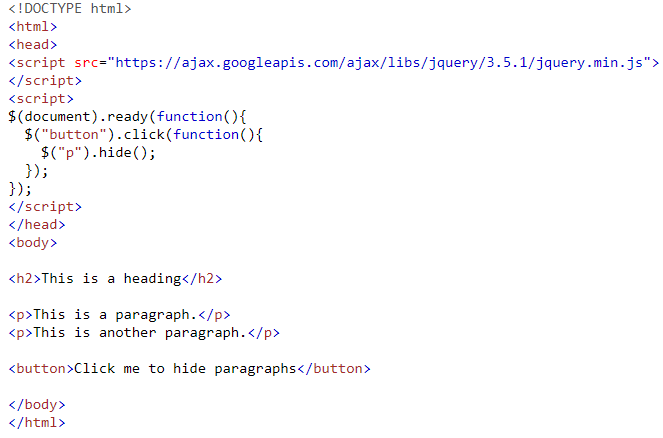 <!DOCTYPE html>
<html>
<head>
<script src="https://ajax.googleapis.com/ajax/libs/jquery/3.5.1/jquery.min.js">
</script>
<script>
$(document).ready(function(){
  $("button").click(function(){
    $("p").hide();
  });
});
</script>
</head>
<body>

<h2>This is a heading</h2>

<p>This is a paragraph.</p>
<p>This is another paragraph.</p>

<button>Click me to hide paragraphs</button>

</body>
</html>